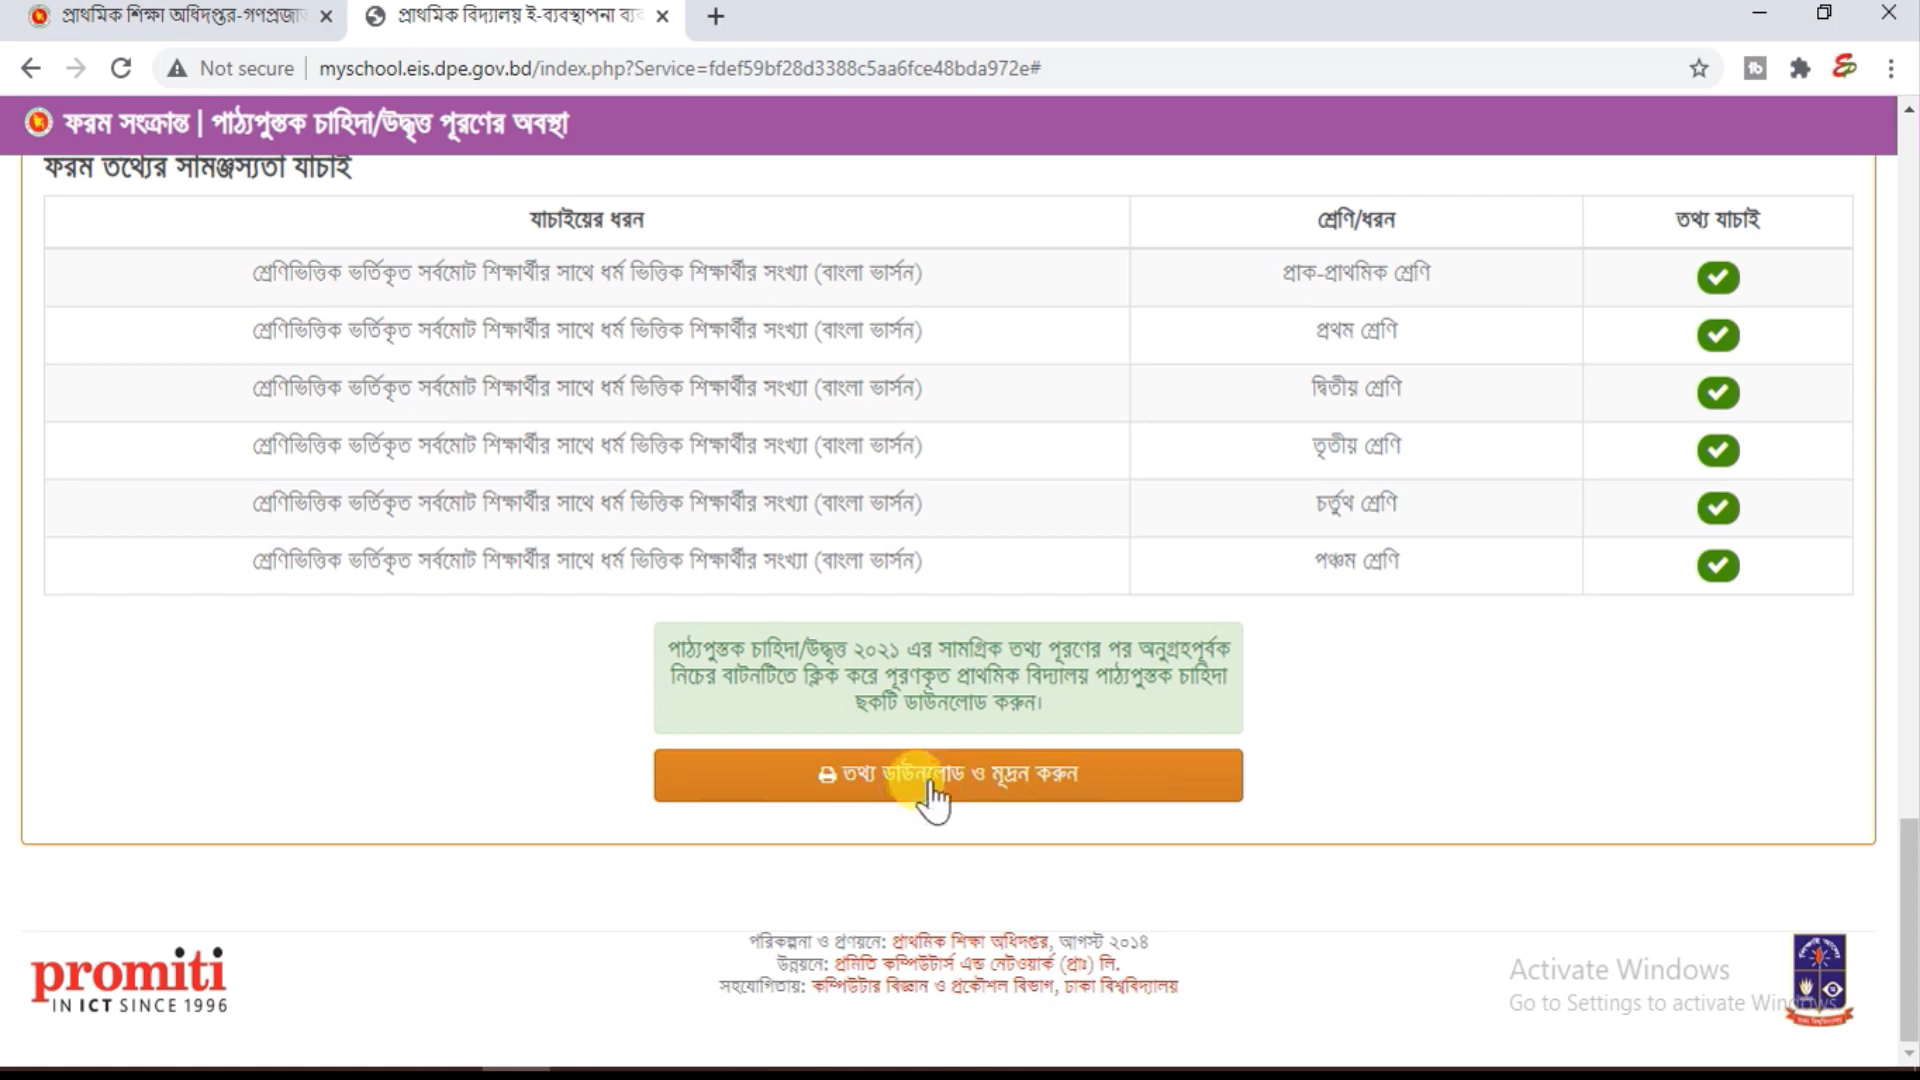 প্রাথমিক শিক্ষা অধিদপ্তর-গণপ্রজা
প্রাথমিক বিদ্যালয় ই-ব্যবস্থাপনা ব্য
Not secure
myschool.eis.dpe.gov.bd/index.php?Service=fdef59bf28d3388c5aa6fce48bda972e#
ফরম সংক্রান্ত | পাঠ্যপুস্তক চাহিদা/উদ্ধৃত্ত পূরণের অবস্থা
ফরম তথ্যের সামঞ্জস্যতা যাচাই
যাচাইয়ের ধরন শ্রেণি/ধরন তথ্য যাচাই
শ্রেণিভিত্তিক ভর্তিকৃত সর্বমোট শিক্ষার্থীর সাথে ধর্ম ভিত্তিক শিক্ষার্থীর সংখ্যা (বাংলা ভার্সন) প্রাক-প্রাথমিক শ্রেণি
শ্রেণিভিত্তিক ভর্তিকৃত সর্বমোট শিক্ষার্থীর সাথে ধর্ম ভিত্তিক শিক্ষার্থীর সংখ্যা (বাংলা ভার্সন) প্রথম শ্রেণি
শ্রেণিভিত্তিক ভর্তিকৃত সর্বমোট শিক্ষার্থীর সাথে ধর্ম ভিত্তিক শিক্ষার্থীর সংখ্যা (বাংলা ভার্সন) দ্বিতীয় শ্রেণি
শ্রেণিভিত্তিক ভর্তিকৃত সর্বমোট শিক্ষার্থীর সাথে ধর্ম ভিত্তিক শিক্ষার্থীর সংখ্যা (বাংলা ভার্সন) তৃতীয় শ্রেণি
শ্রেণিভিত্তিক ভর্তিকৃত সর্বমোট শিক্ষার্থীর সাথে ধর্ম ভিত্তিক শিক্ষার্থীর সংখ্যা (বাংলা ভার্সন) চর্তুথ শ্রেণি
শ্রেণিভিত্তিক ভর্তিকৃত সর্বমোট শিক্ষার্থীর সাথে ধর্ম ভিত্তিক শিক্ষার্থীর সংখ্যা (বাংলা ভার্সন) পঞ্চম শ্রেণি
পাঠ্যপুস্তক চাহিদা/উদ্ধৃত্ত ২০২১ এর সামগ্রিক তথ্য পূরণের পর অনুগ্রহপূর্বক
নিচের বাটনটিতে ক্লিক করে পূরণকৃত প্রাথমিক বিদ্যালয় পাঠ্যপুস্তক চাহিদা
ছকটি ডাউনলোড করুন।
তথ্য ডাউনলোড ও মূদ্রন করুন
promiti
IN ICT SINCE 1996
পরিকল্পনা ও প্রণয়নে: প্রাথমিক শিক্ষা অধিদপ্তর, আগস্ট ২০১৪
উন্নয়নে: প্রমিতি কম্পিউটার্স এন্ড নেটওয়ার্ক (প্রাঃ) লি.
সহযোগিতায়: কম্পিউটার বিজ্ঞান ও প্রকৌশল বিভাগ, ঢাকা বিশ্ববিদ্যালয়
Activate Windows
Go to Settings to activate Windows.